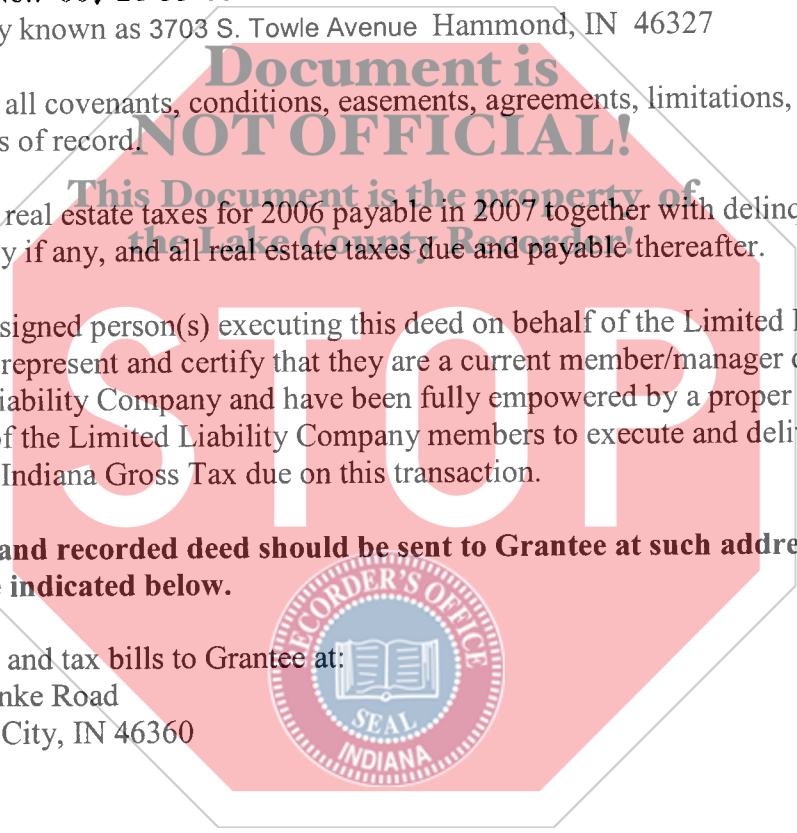 y known as 3703 S. Towle Avenue Hammond, IN 46327
Document is
all covenants, conditions, easements, agreements, limitations,
s of record.
NOT OFFICIAL!
This Document is the property of
real estate taxes for 2006 payable in 2007 together with delinq
the Lake County Recorder!
y if any, and all real estate taxes due and payable thereafter.
STOP
signed person(s) executing this deed on behalf of the Limited
represent and certify that they are a current member/manager
iability Company and have been fully empowered by a proper
of the Limited Liability Company members to execute and deli
Indiana Gross Tax due on this transaction.
and recorded deed should be sent to Grantee at such addre
indicated below.
RECORDER'S OFFICE
and tax bills to Grantee at:
nke Road
City, IN 46360
SEAL
INDIANA